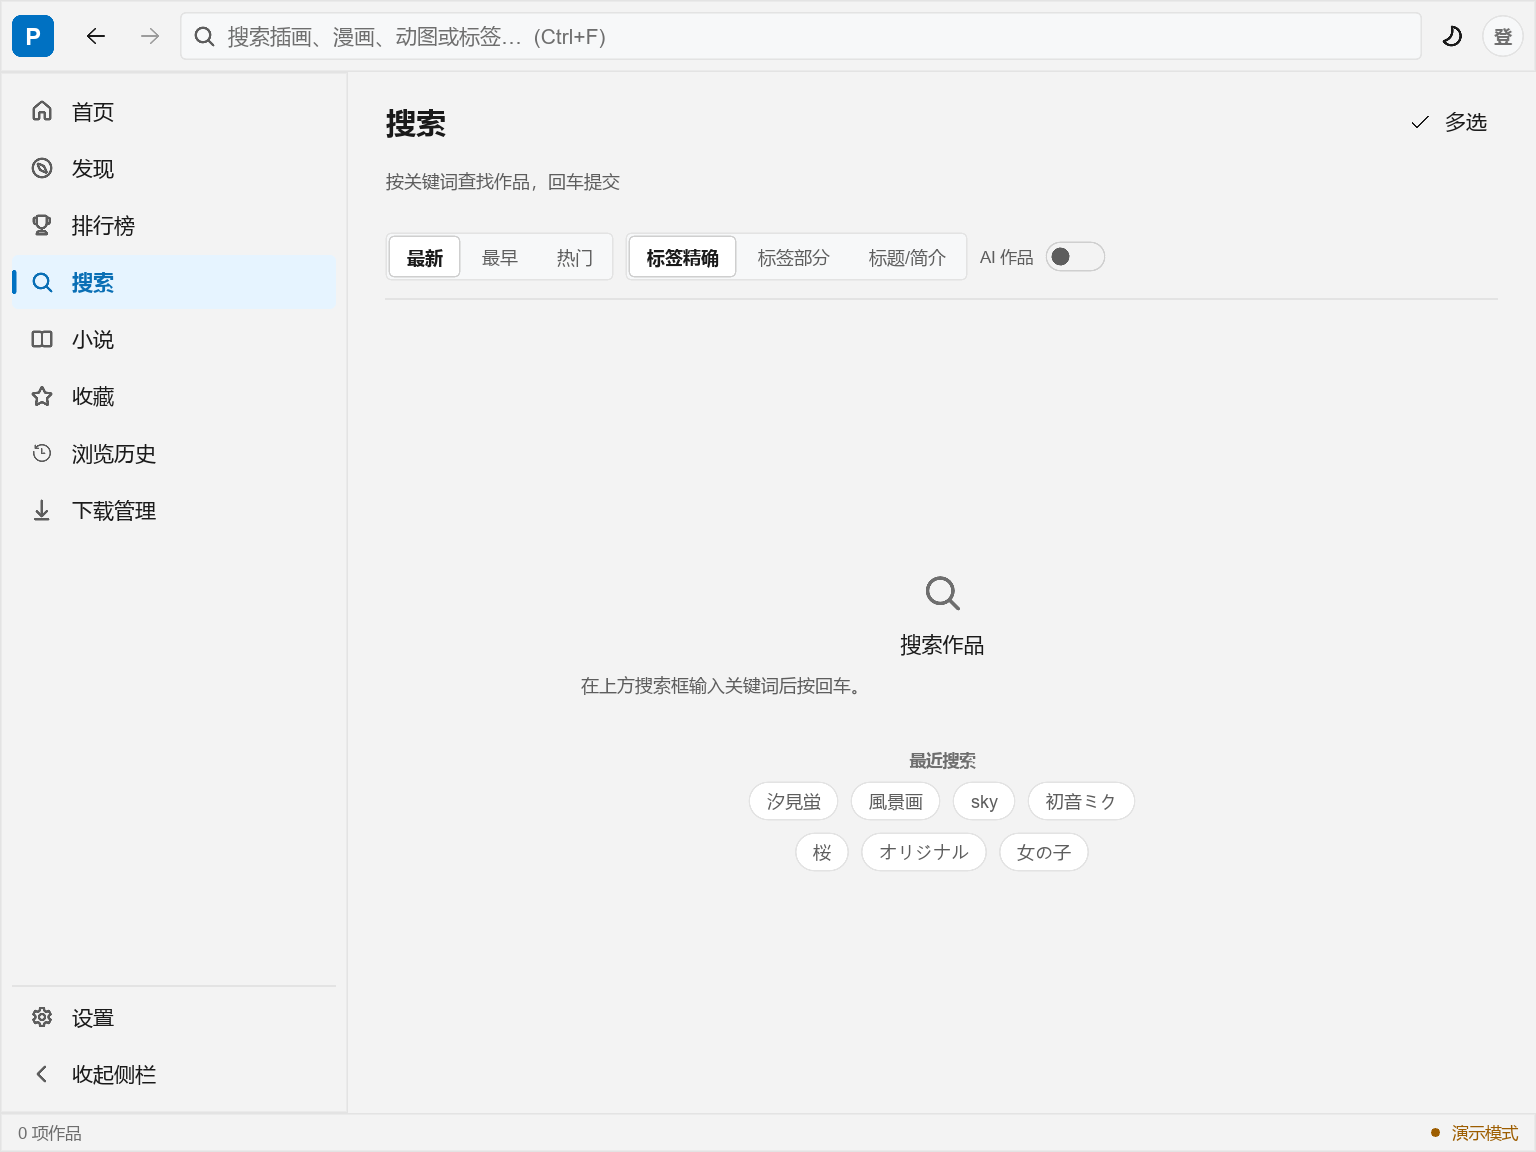 P
搜索插画、漫画、动图或标签… (Ctrl+F)
登
首页
发现
排行榜
搜索
小说
收藏
浏览历史
下载管理
设置
收起侧栏
搜索
多选
按关键词查找作品，回车提交
最新 最早 热门 标签精确 标签部分 标题/简介 AI 作品
搜索作品
在上方搜索框输入关键词后按回车。
最近搜索
汐見蛍 風景画 sky 初音ミク
桜 オリジナル 女の子
0 项作品
演示模式